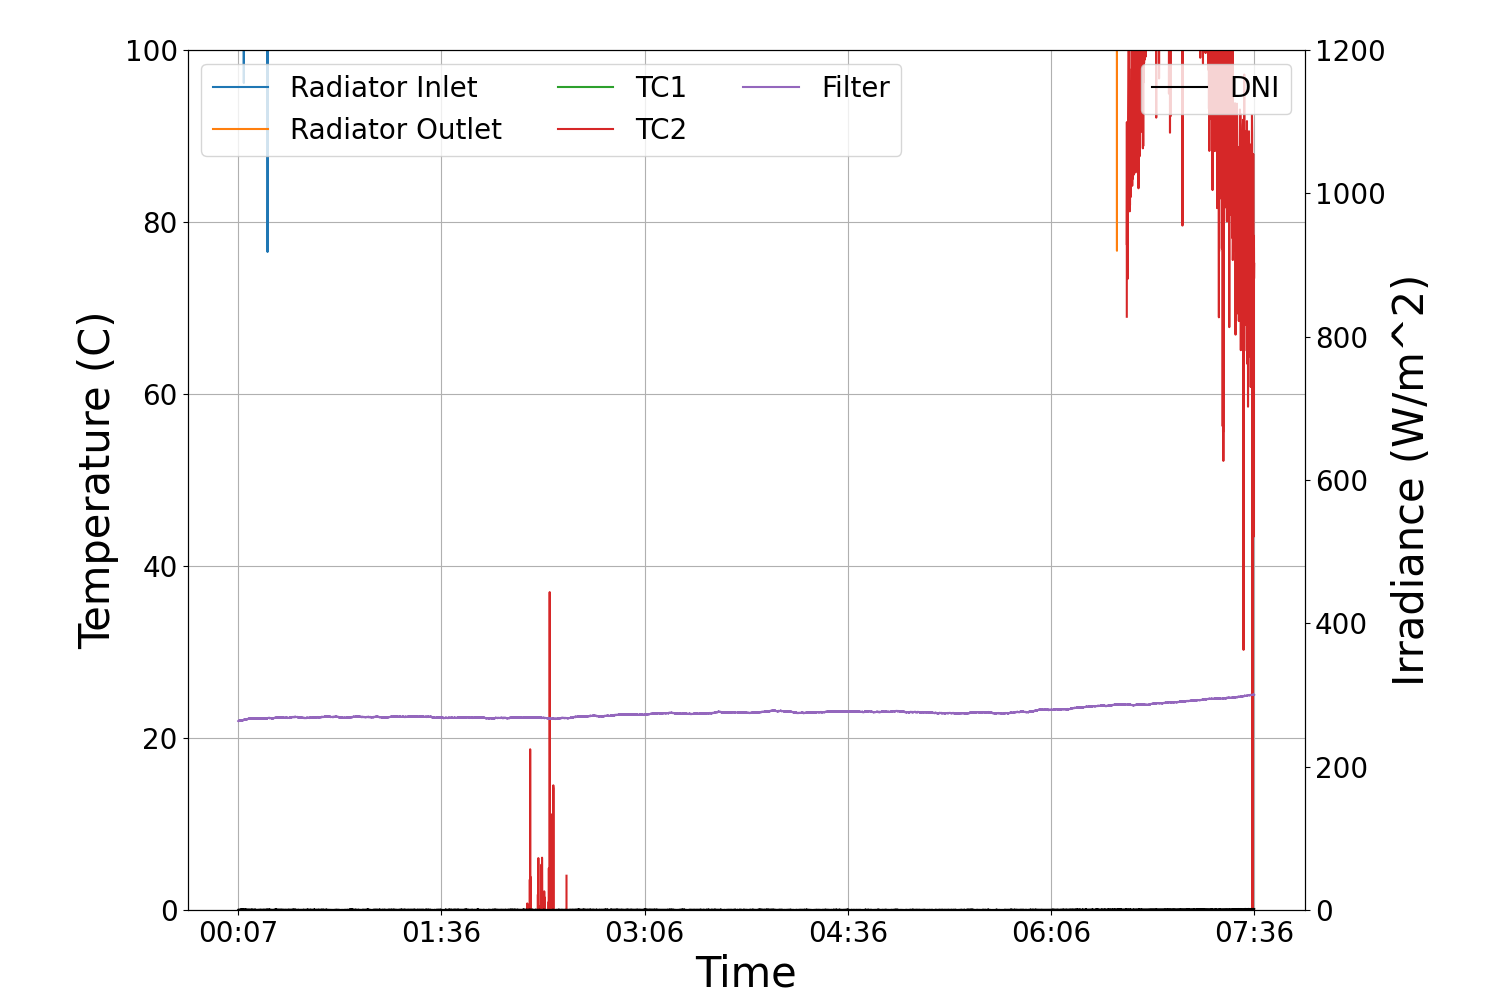 100
80
60
40
20
0
Temperature (C)
Radiator Inlet
Radiator Outlet
TC1
TC2
Filter
DNI
1200
1000
800
600
400
200
0
Irradiance (W/m^2)
00:07 01:36 03:06 04:36 06:06 07:36
Time